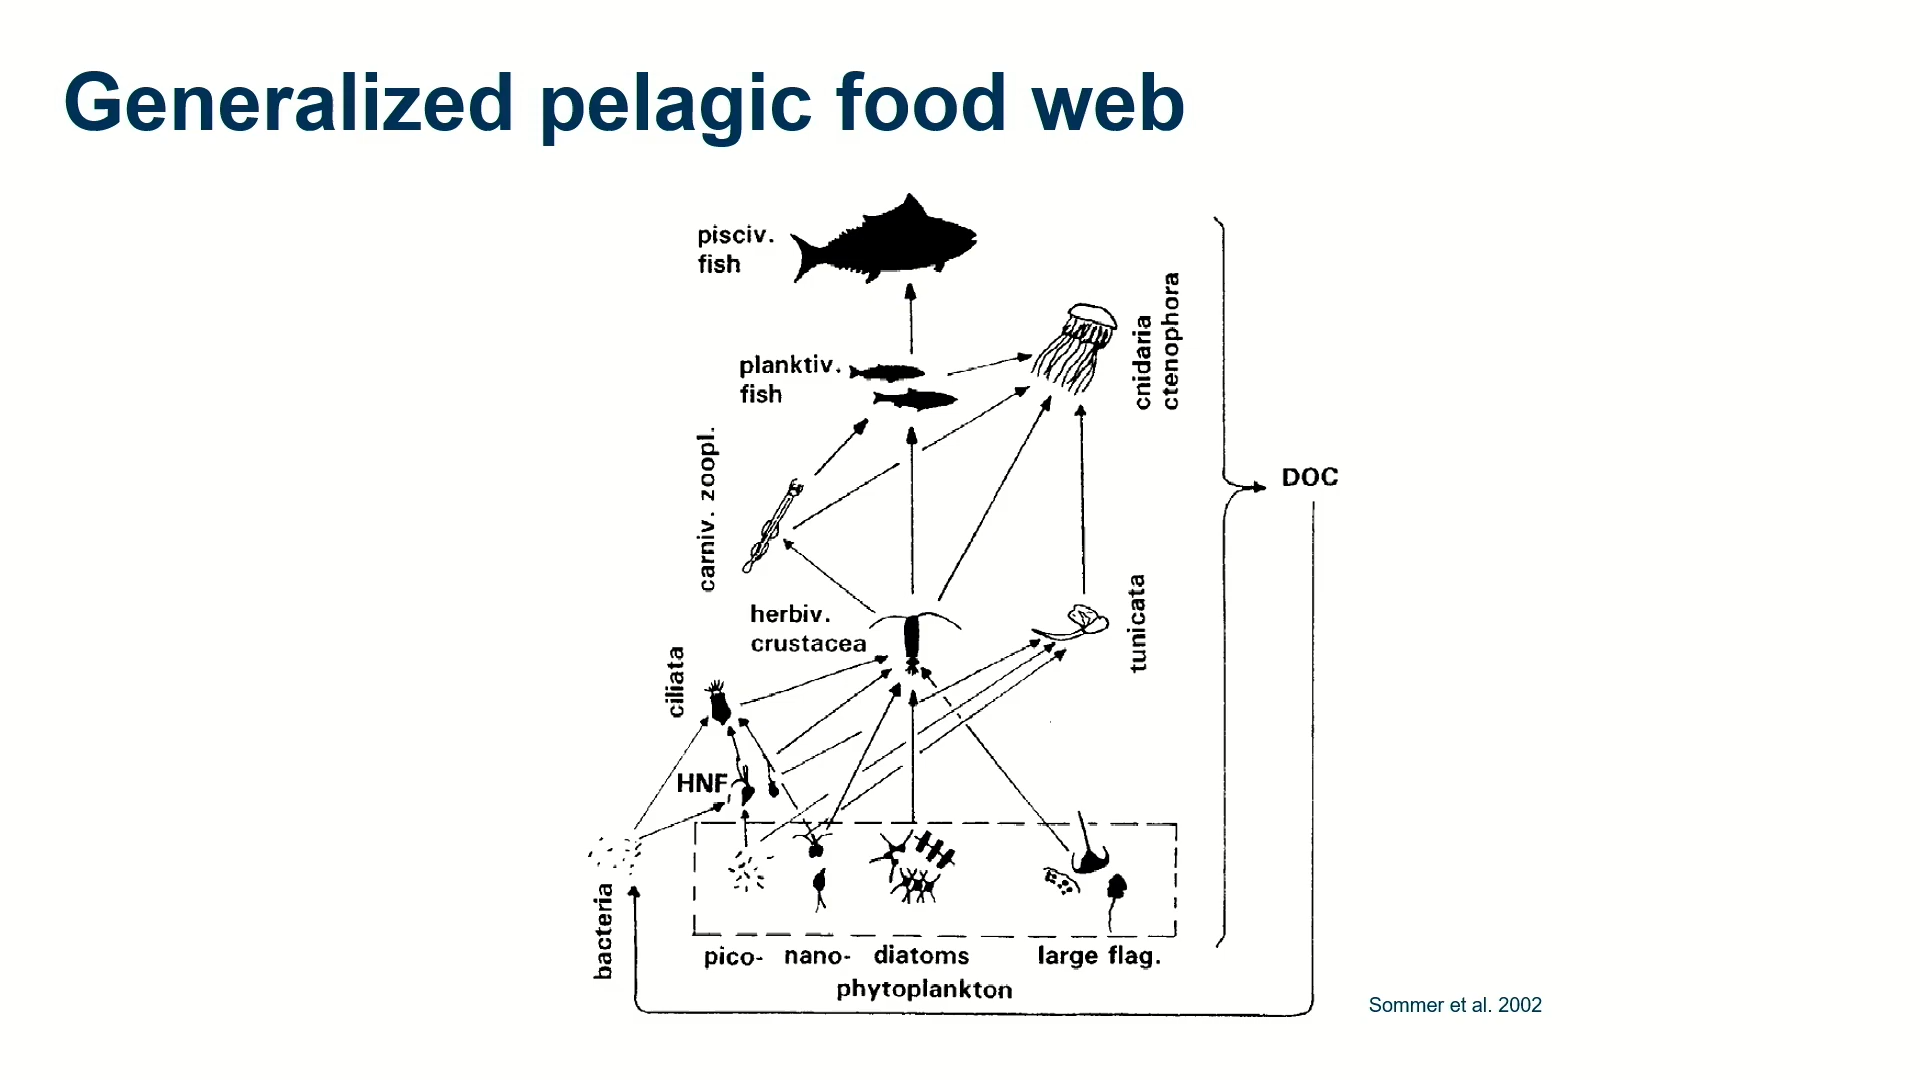 Generalized pelagic food web
pisciv.
fish
planktiv.
fish
cnidaria
ctenophora
carniv. zoopl.
DOC
herbiv.
crustacea
tunicata
ciliata
HNF
bacteria
pico- nano- diatoms large flag.
phytoplankton
Sommer et al. 2002